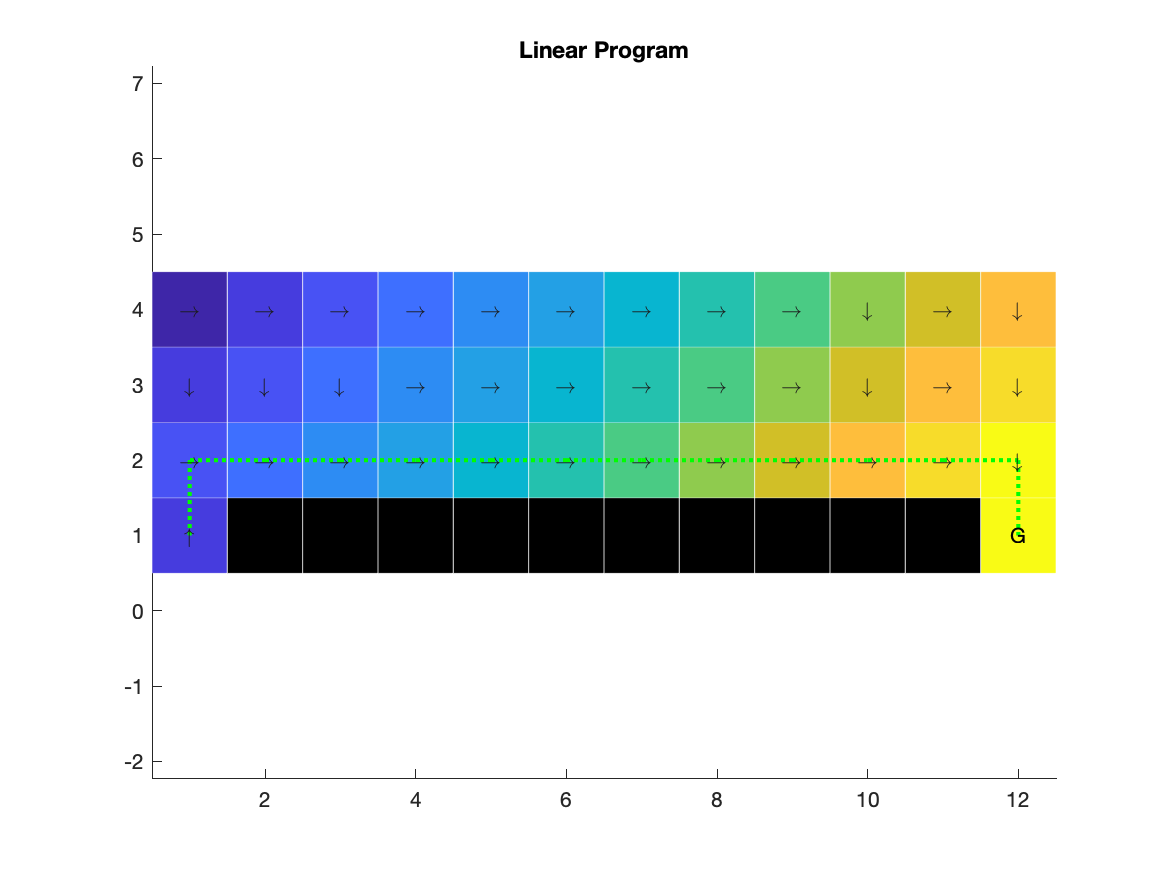 Linear Program
7
6
5
4
→ → → → → → → → → ↓ → ↓
3
↓ ↓ ↓ → → → → → → ↓ → ↓
2
→ → → → → → → → → → → ↓
1
↑ G
0
-1
-2
2 4 6 8 10 12